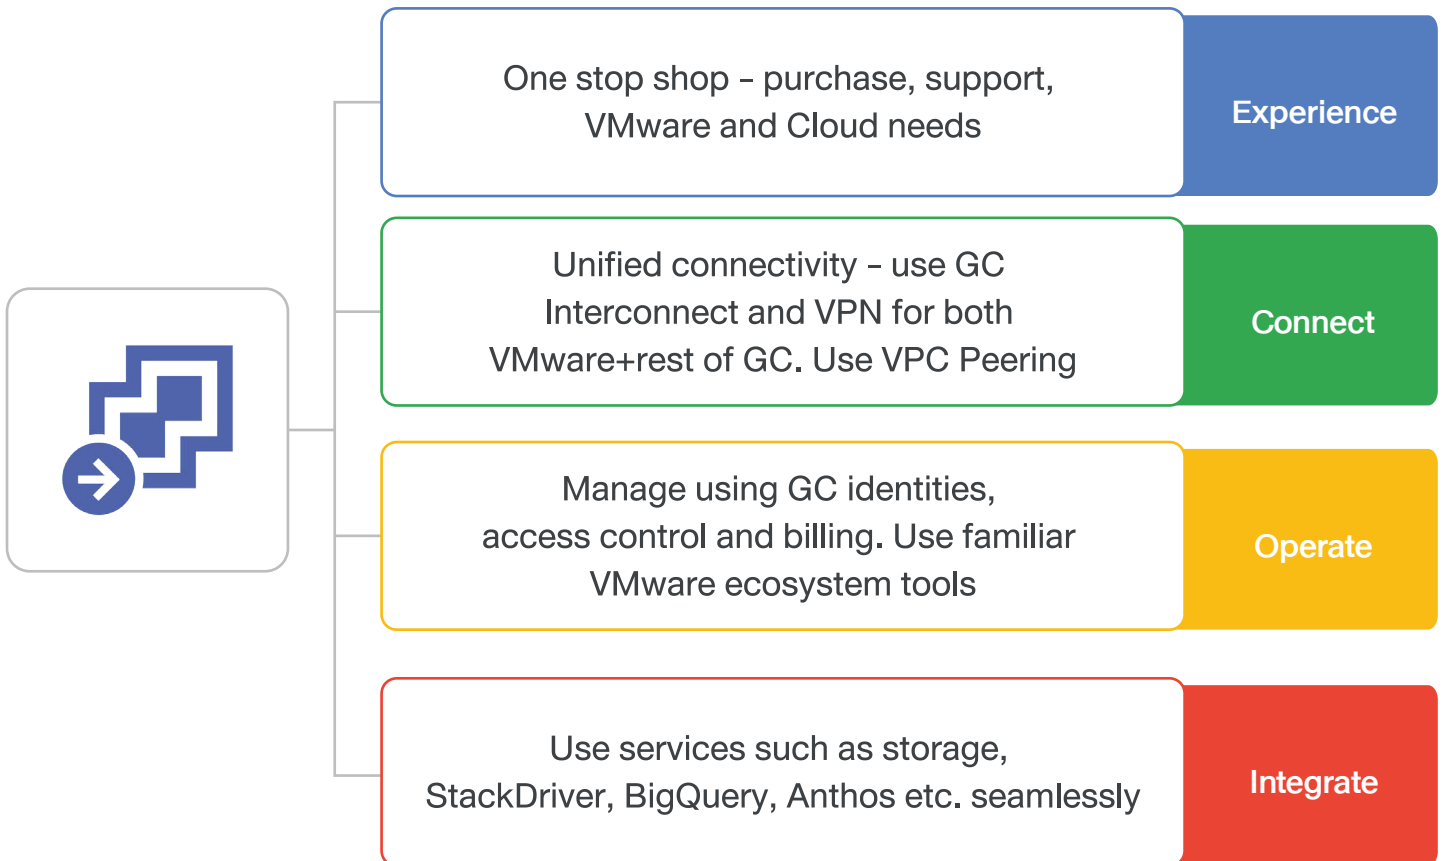 One stop shop – purchase, support,
VMware and Cloud needs
Experience
Unified connectivity – use GC
Interconnect and VPN for both
VMware+rest of GC. Use VPC Peering
Connect
Manage using GC identities,
access control and billing. Use familiar
VMware ecosystem tools
Operate
Use services such as storage,
StackDriver, BigQuery, Anthos etc. seamlessly
Integrate